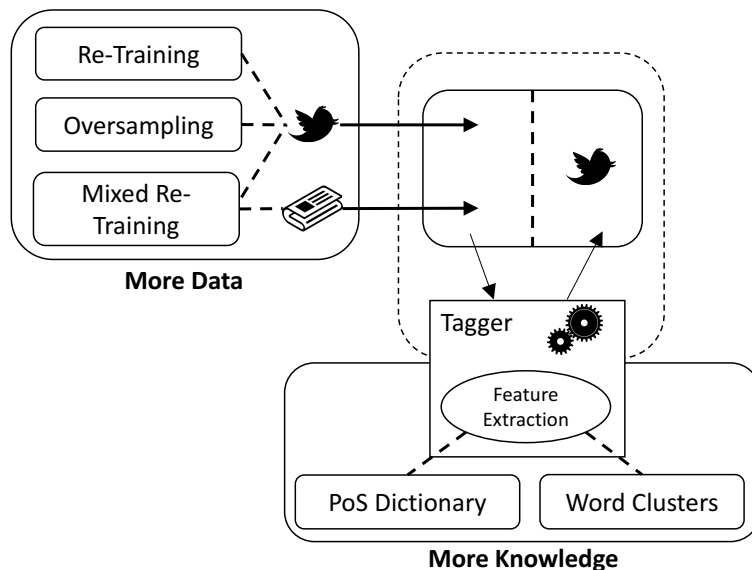 Re-Training
Oversampling
Mixed Re-
Training
More Data
Tagger
Feature
Extraction
PoS Dictionary
Word Clusters
More Knowledge